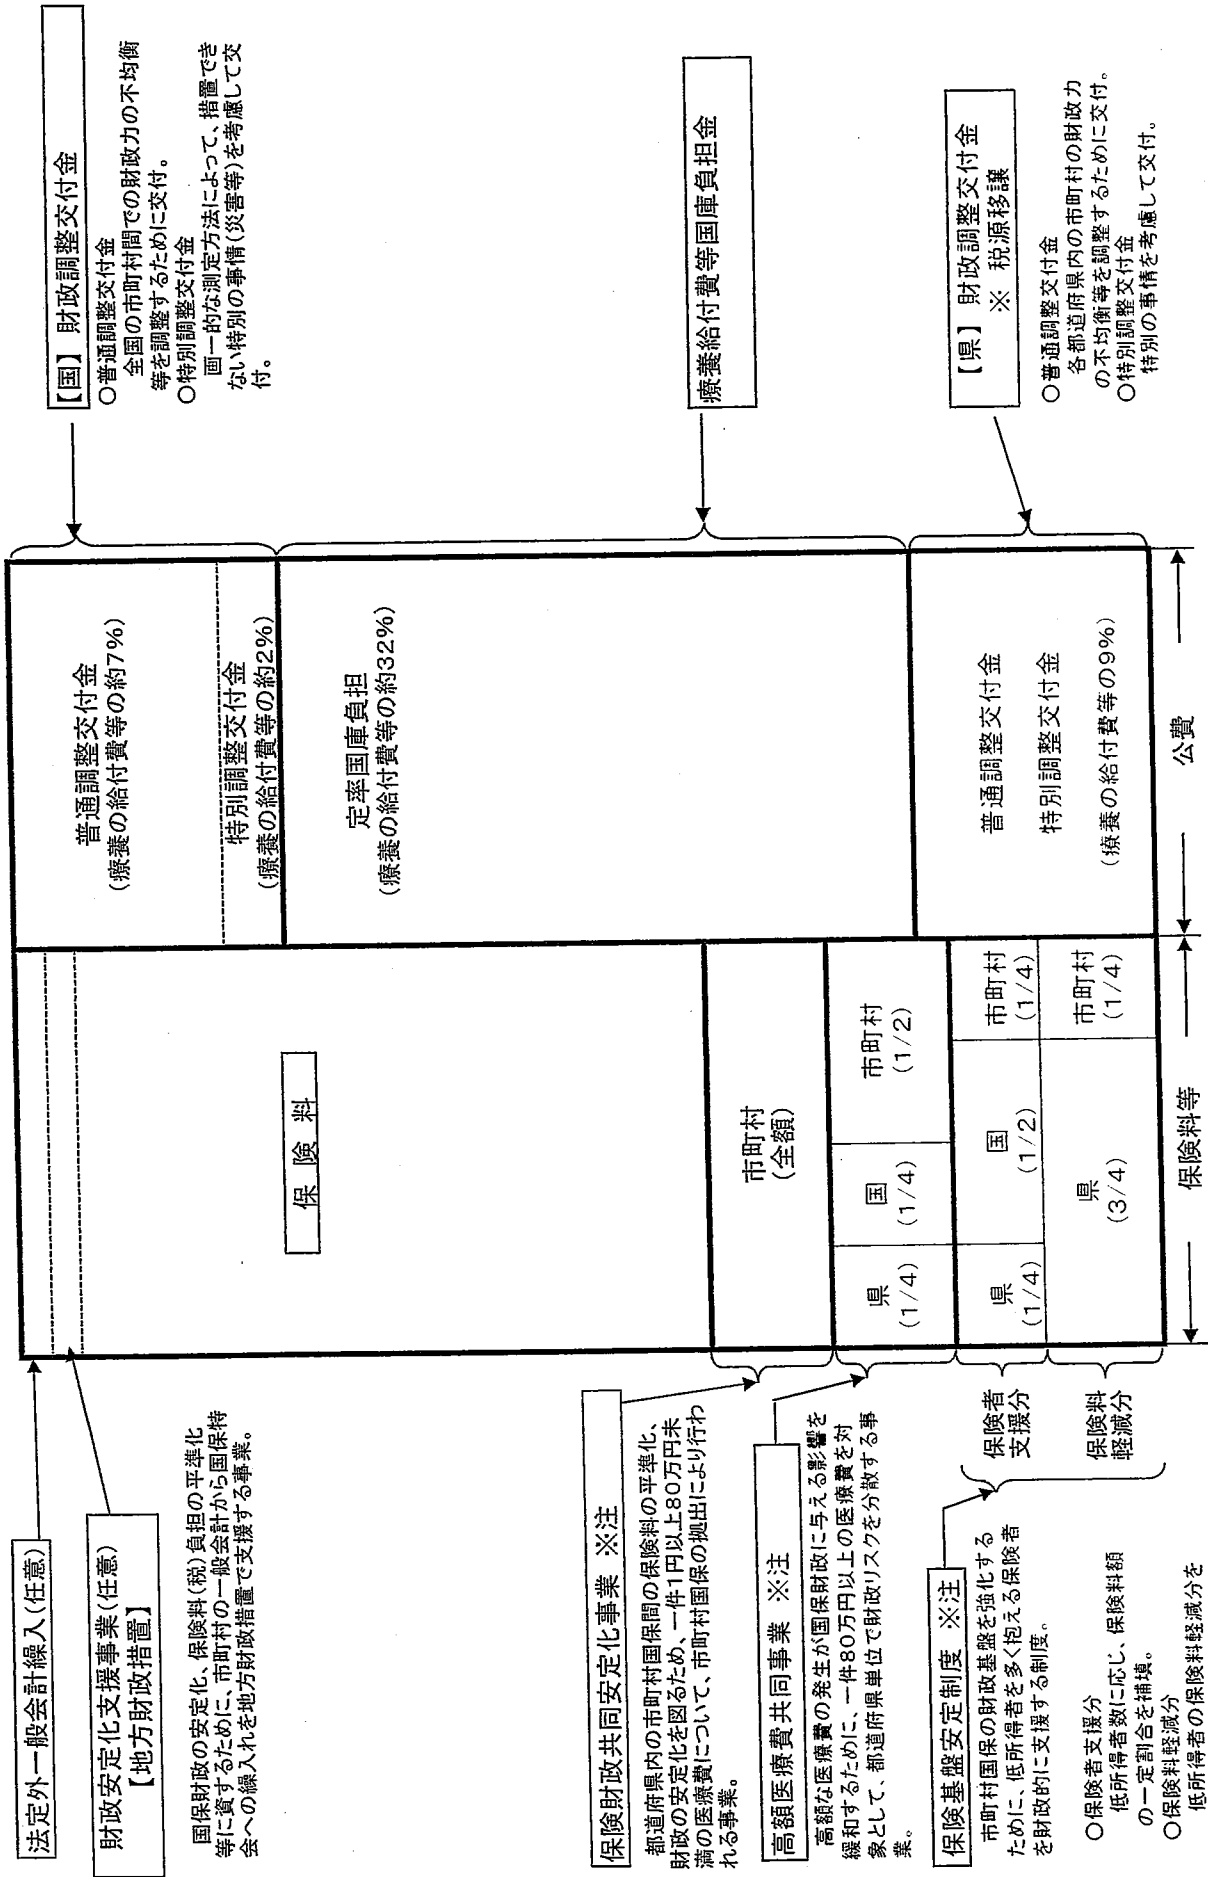 法定外一般会計繰入(任意)
財政安定化支援事業(任意)
【地方財政措置】
国保財政の安定化、保険料(税)負担の平準化
等に資するために、市町村の一般会計から国保特
会への繰入れを地方財政措置で支援する事業。
保険財政共同安定化事業 ※注
都道府県内の市町村国保間の保険料の平準化、
財政の安定化を図るため、一件1円以上80万円未
満の医療費について、市町村国保の拠出により行わ
れる事業。
高額医療費共同事業 ※注
高額な医療費の発生が国保財政に与える影響を
緩和するために、一件80万円以上の医療費を対
象として、都道府県単位で財政リスクを分散する事
業。
保険基盤安定制度 ※注
市町村国保の財政基盤を強化する
ために、低所得者を多く抱える保険者
を財政的に支援する制度。
○保険者支援分
低所得者数に応じ、保険料額
の一定割合を補填。
○保険料軽減分
低所得者の保険料軽減分を
保険者
支援分
保険料
軽減分
保険料
市町村
(全額)
県
(1/4)
国
(1/4)
市町村
(1/2)
県
(1/4)
国
(1/2)
市町村
(1/4)
県
(3/4)
市町村
(1/4)
保険料等
普通調整交付金
(療養の給付費等の約7%)
特別調整交付金
(療養の給付費等の約2%)
定率国庫負担
(療養の給付費等の約32%)
普通調整交付金
特別調整交付金
(療養の給付費等の9%)
公費
【国】 財政調整交付金
○普通調整交付金
全国の市町村間での財政力の不均衡
等を調整するために交付。
○特別調整交付金
画一的な測定方法によって、措置でき
ない特別の事情(災害等)を考慮して交
付。
療養給付費等国庫負担金
【県】 財政調整交付金
※ 税源移譲
○普通調整交付金
各都道府県内の市町村の財政力
の不均衡等を調整するために交付。
○特別調整交付金
特別の事情を考慮して交付。